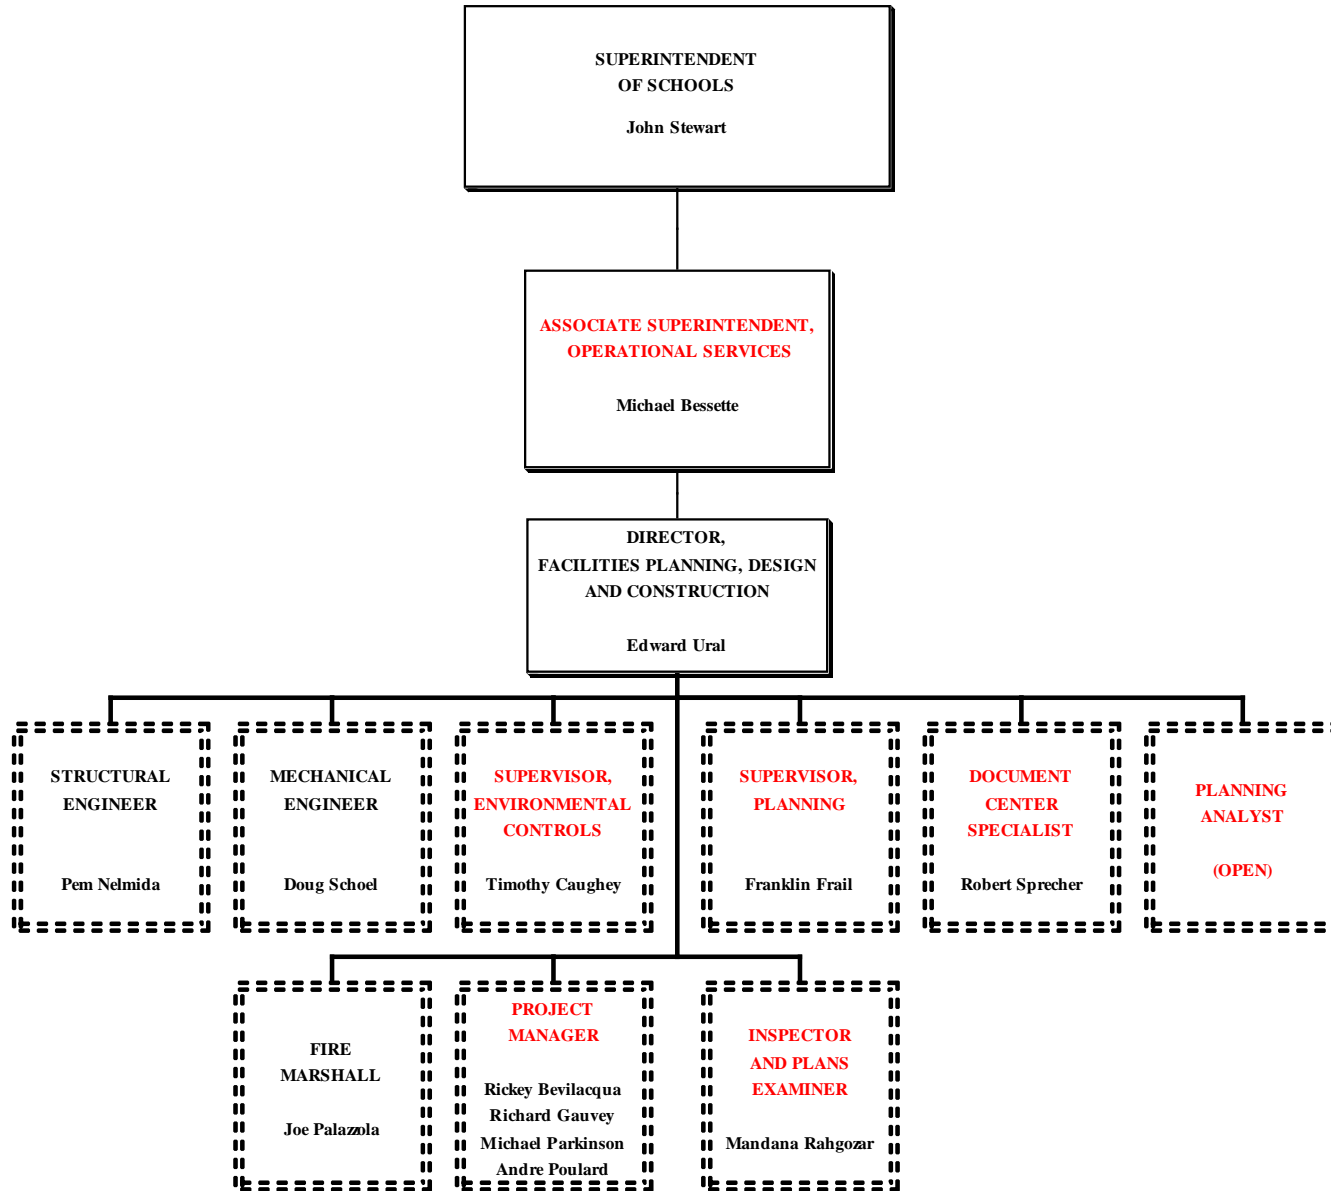 SUPERINTENDENT
OF SCHOOLS
John Stewart
ASSOCIATE SUPERINTENDENT,
OPERATIONAL SERVICES
Michael Bessette
DIRECTOR,
FACILITIES PLANNING, DESIGN
AND CONSTRUCTION
Edward Ural
STRUCTURAL
ENGINEER
Pem Nelmida
MECHANICAL
ENGINEER
Doug Schoel
SUPERVISOR,
ENVIRONMENTAL
CONTROLS
Timothy Caughey
SUPERVISOR,
PLANNING
Franklin Frail
DOCUMENT
CENTER
SPECIALIST
Robert Sprecher
PLANNING
ANALYST
(OPEN)
FIRE
MARSHALL
Joe Palazzola
PROJECT
MANAGER
Rickey Bevilacqua
Richard Gauvey
Michael Parkinson
Andre Poulard
INSPECTOR
AND PLANS
EXAMINER
Mandana Rahgozar